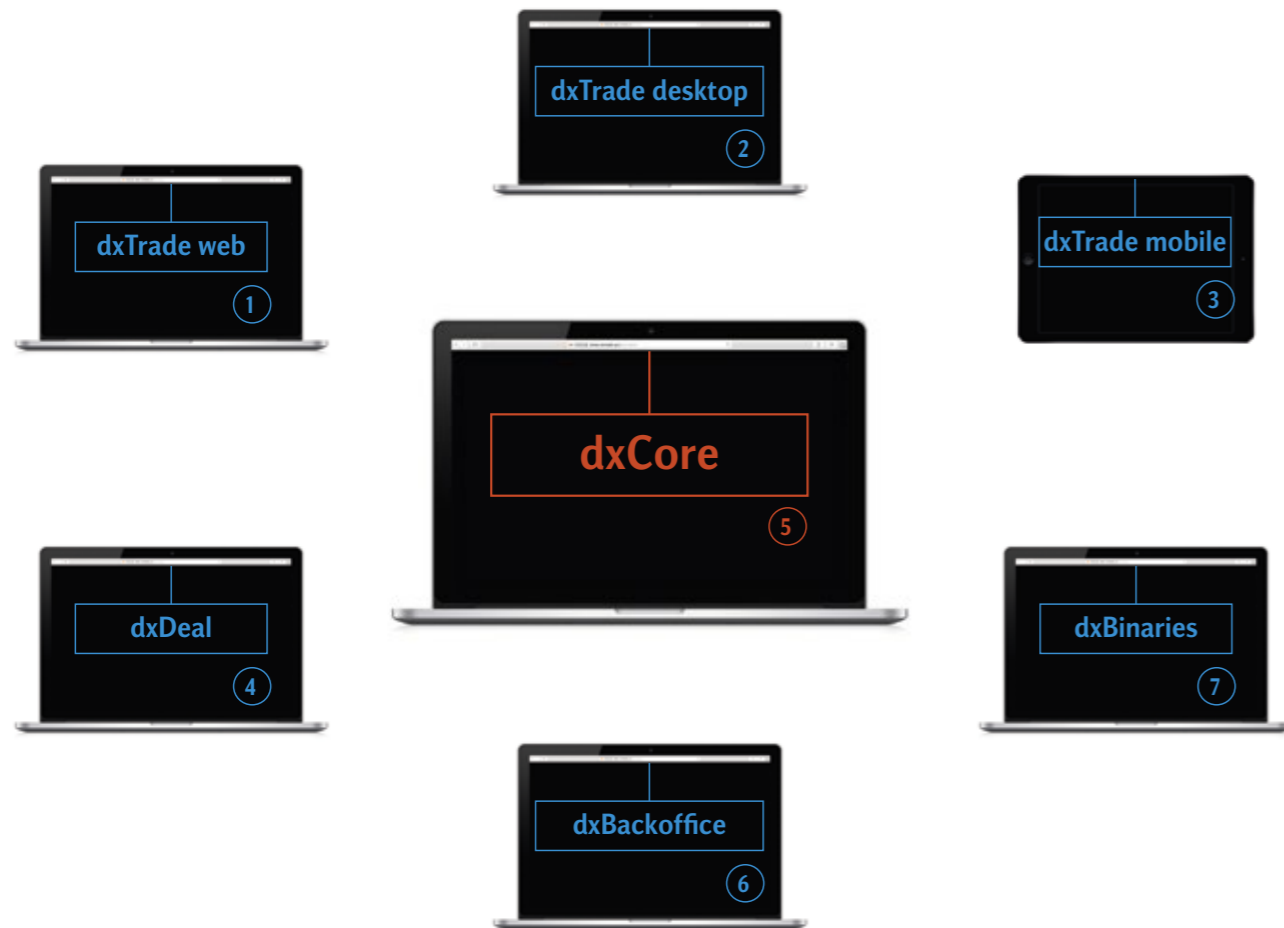 dxTrade desktop
2
dxTrade web
1
dxTrade mobile
3
dxCore
5
dxDeal
4
dxBinaries
7
dxBackoffice
6